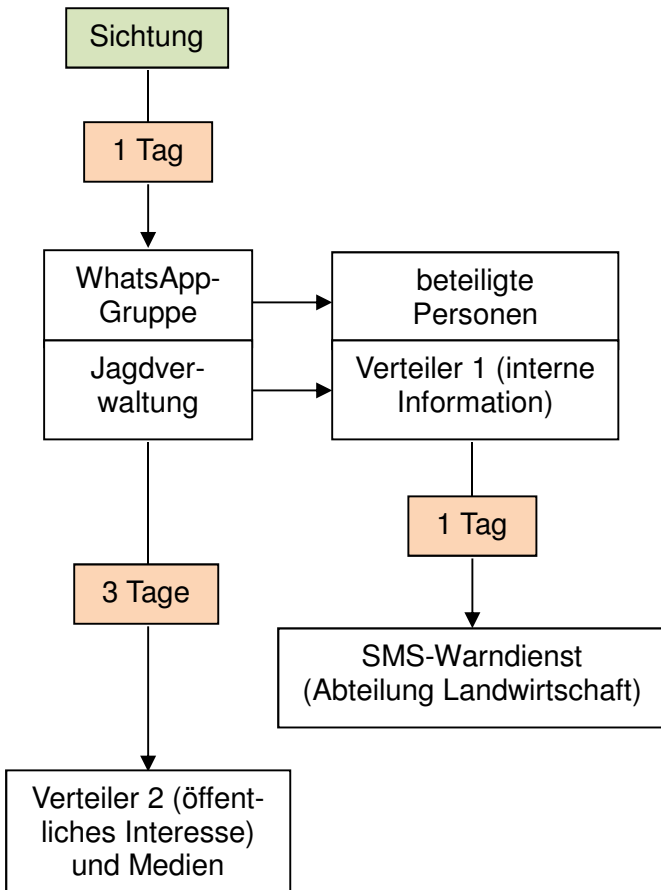 Sichtung
1 Tag
WhatsApp-
Gruppe
beteiligte
Personen
Jagdver-
waltung
Verteiler 1 (interne
Information)
1 Tag
3 Tage
SMS-Warndienst
(Abteilung Landwirtschaft)
Verteiler 2 (öffent-
liches Interesse)
und Medien